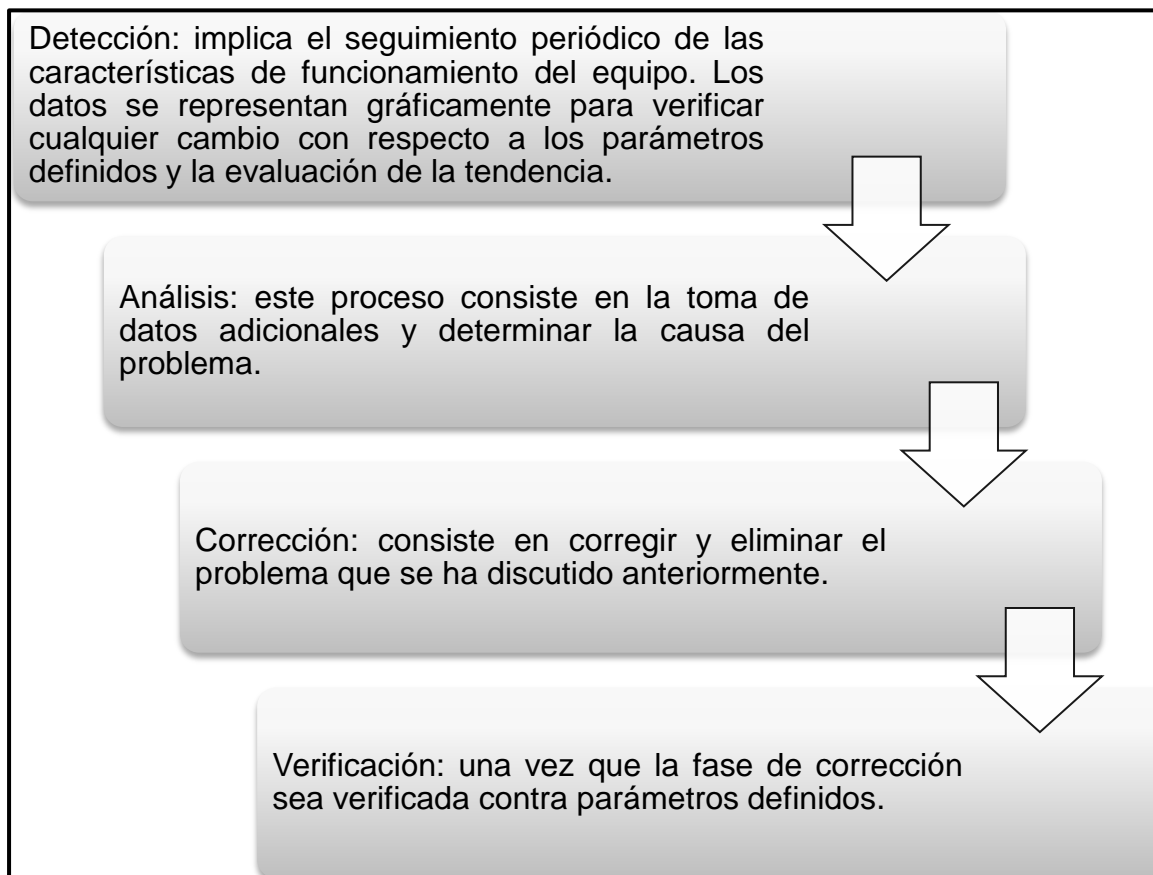 Detección: implica el seguimiento periódico de las
características de funcionamiento del equipo. Los
datos se representan gráficamente para verificar
cualquier cambio con respecto a los parámetros
definidos y la evaluación de la tendencia.
Análisis: este proceso consiste en la toma de
datos adicionales y determinar la causa del
problema.
Corrección: consiste en corregir y eliminar el
problema que se ha discutido anteriormente.
Verificación: una vez que la fase de corrección
sea verificada contra parámetros definidos.